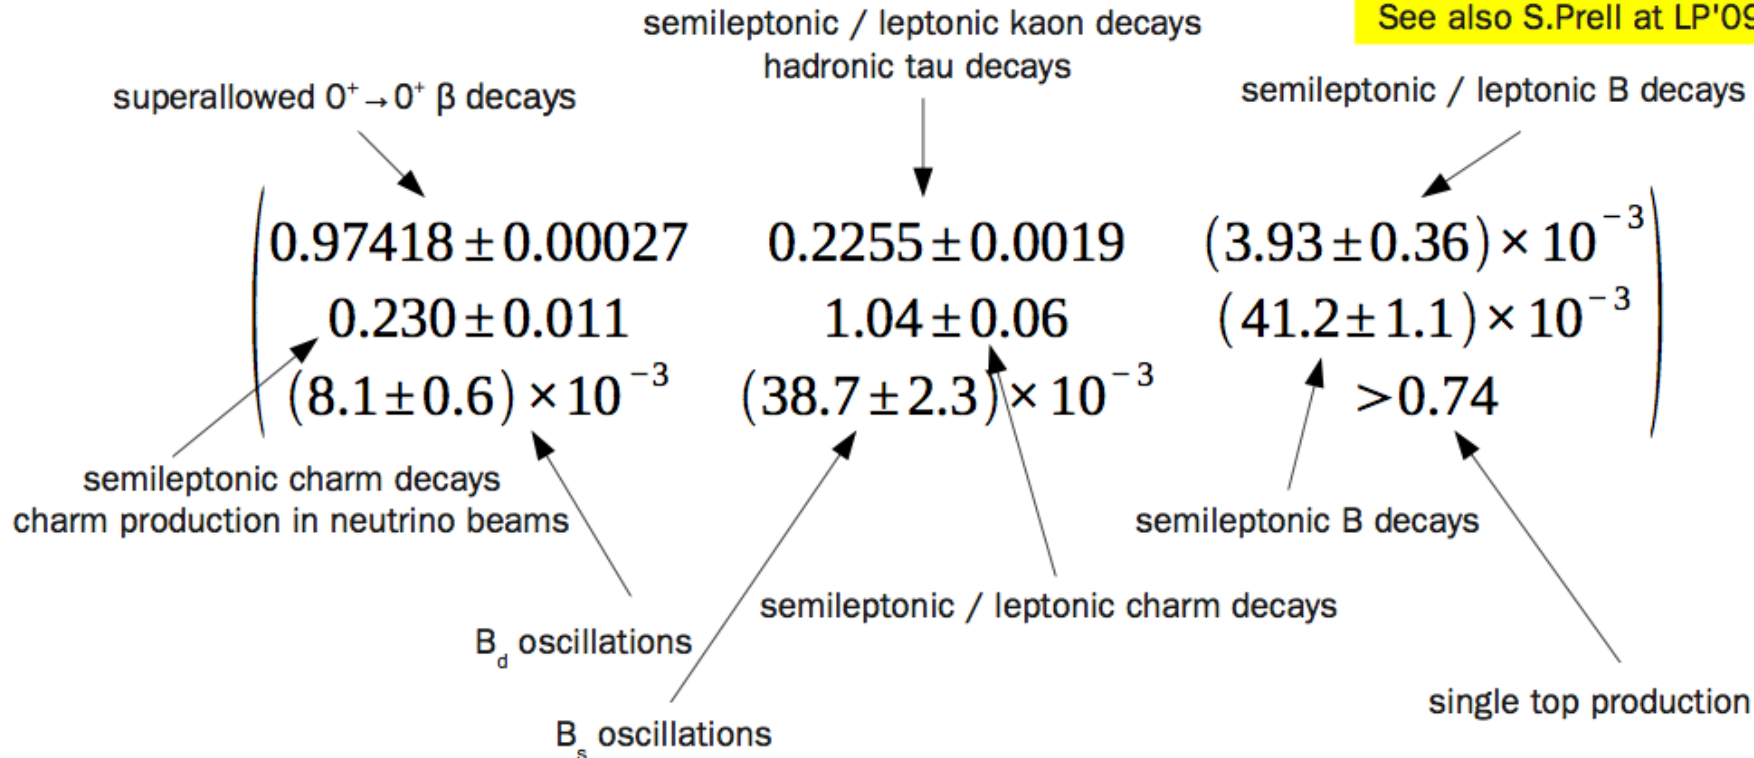 semileptonic / leptonic kaon decays
hadronic tau decays
See also S.Prell at LP'09
superallowed 0⁺→0⁺ β decays
semileptonic / leptonic B decays
0.97418±0.00027 0.2255±0.0019 (3.93±0.36)×10⁻³
0.230±0.011 1.04±0.06 (41.2±1.1)×10⁻³
(8.1±0.6)×10⁻³ (38.7±2.3)×10⁻³ >0.74
semileptonic charm decays
charm production in neutrino beams
semileptonic B decays
semileptonic / leptonic charm decays
B_d oscillations
single top production
B_s oscillations